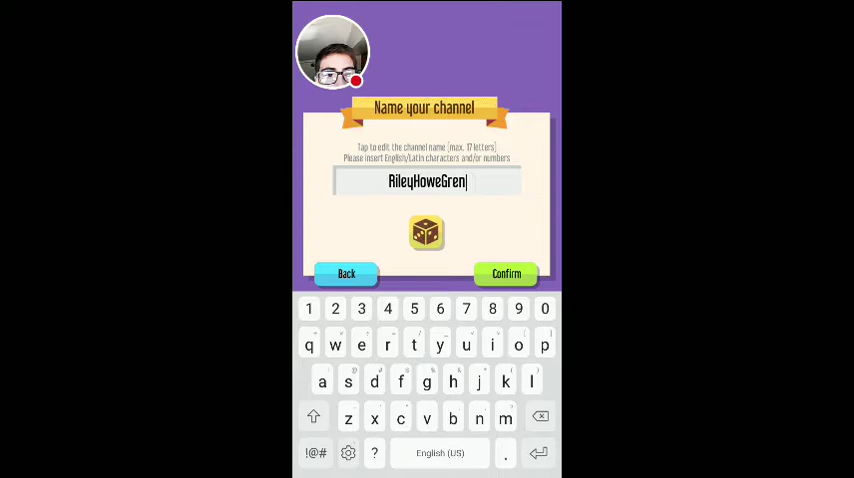 Name your channel
Tap to edit the channel name (max. 17 letters)
Please insert English/Latin characters and/or numbers
RileyHoweGren
Back
Confirm
1 2 3 4 5 6 7 8 9 0
q w e r t y u i o p
a s d f g h j k l
z x c v b n m
!@# ? English (US) .